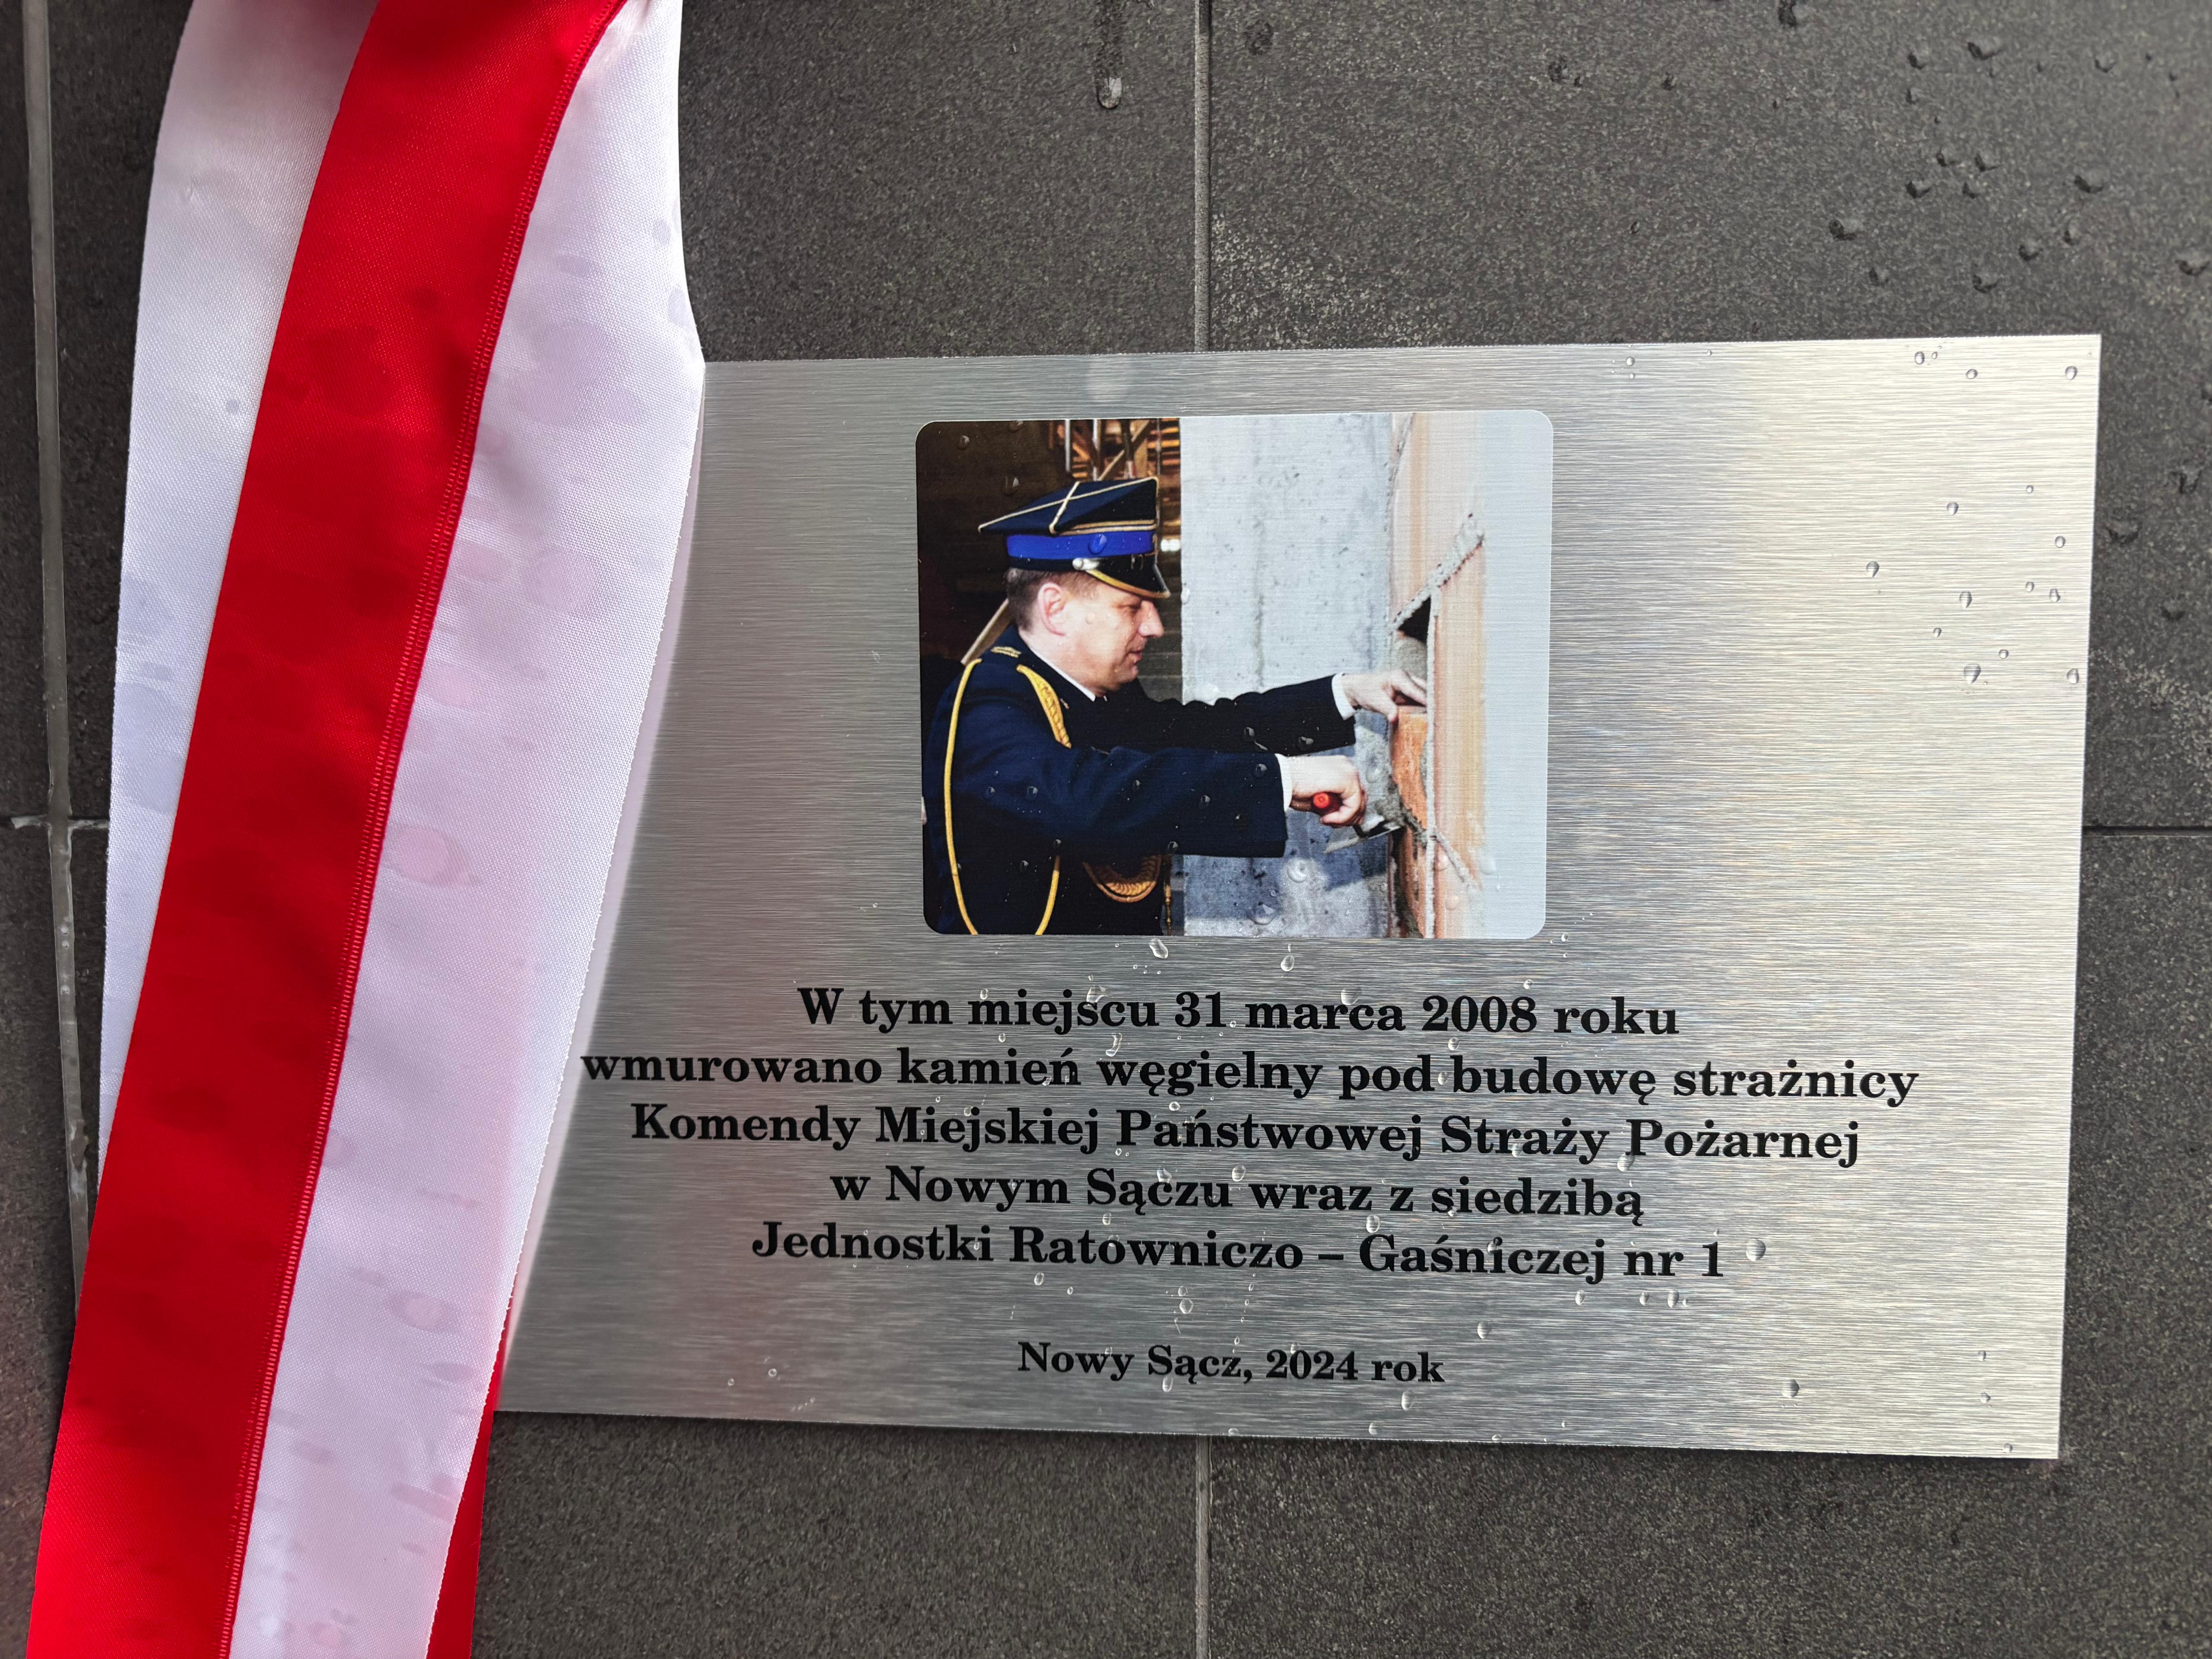 W tym miejscu 31 marca 2008 roku
wmurowano kamień węgielny pod budowę strażnicy
Komendy Miejskiej Państwowej Straży Pożarnej
w Nowym Sączu wraz z siedzibą
Jednostki Ratowniczo – Gaśniczej nr 1
Nowy Sącz, 2024 rok